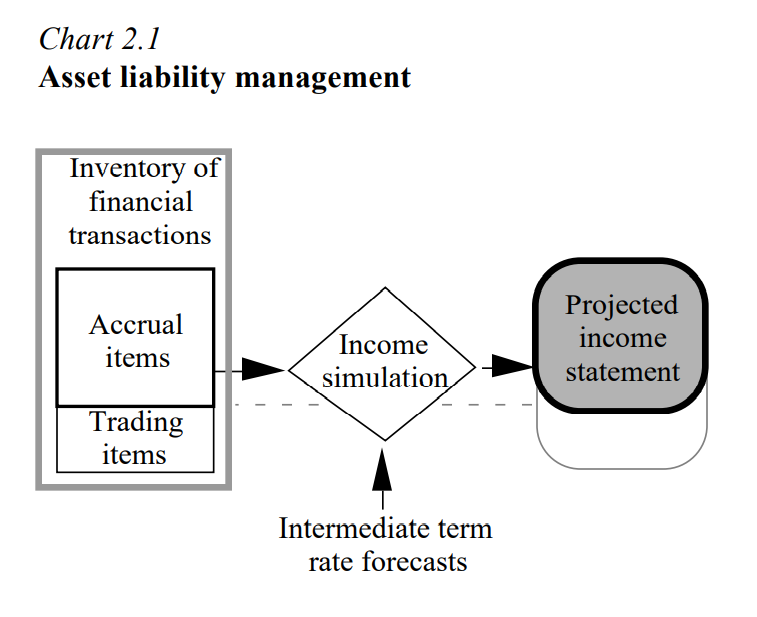 Chart 2.1
Asset liability management
Inventory of
financial
transactions
Accrual
items
Trading
items
Income
simulation
Intermediate term
rate forecasts
Projected
income
statement